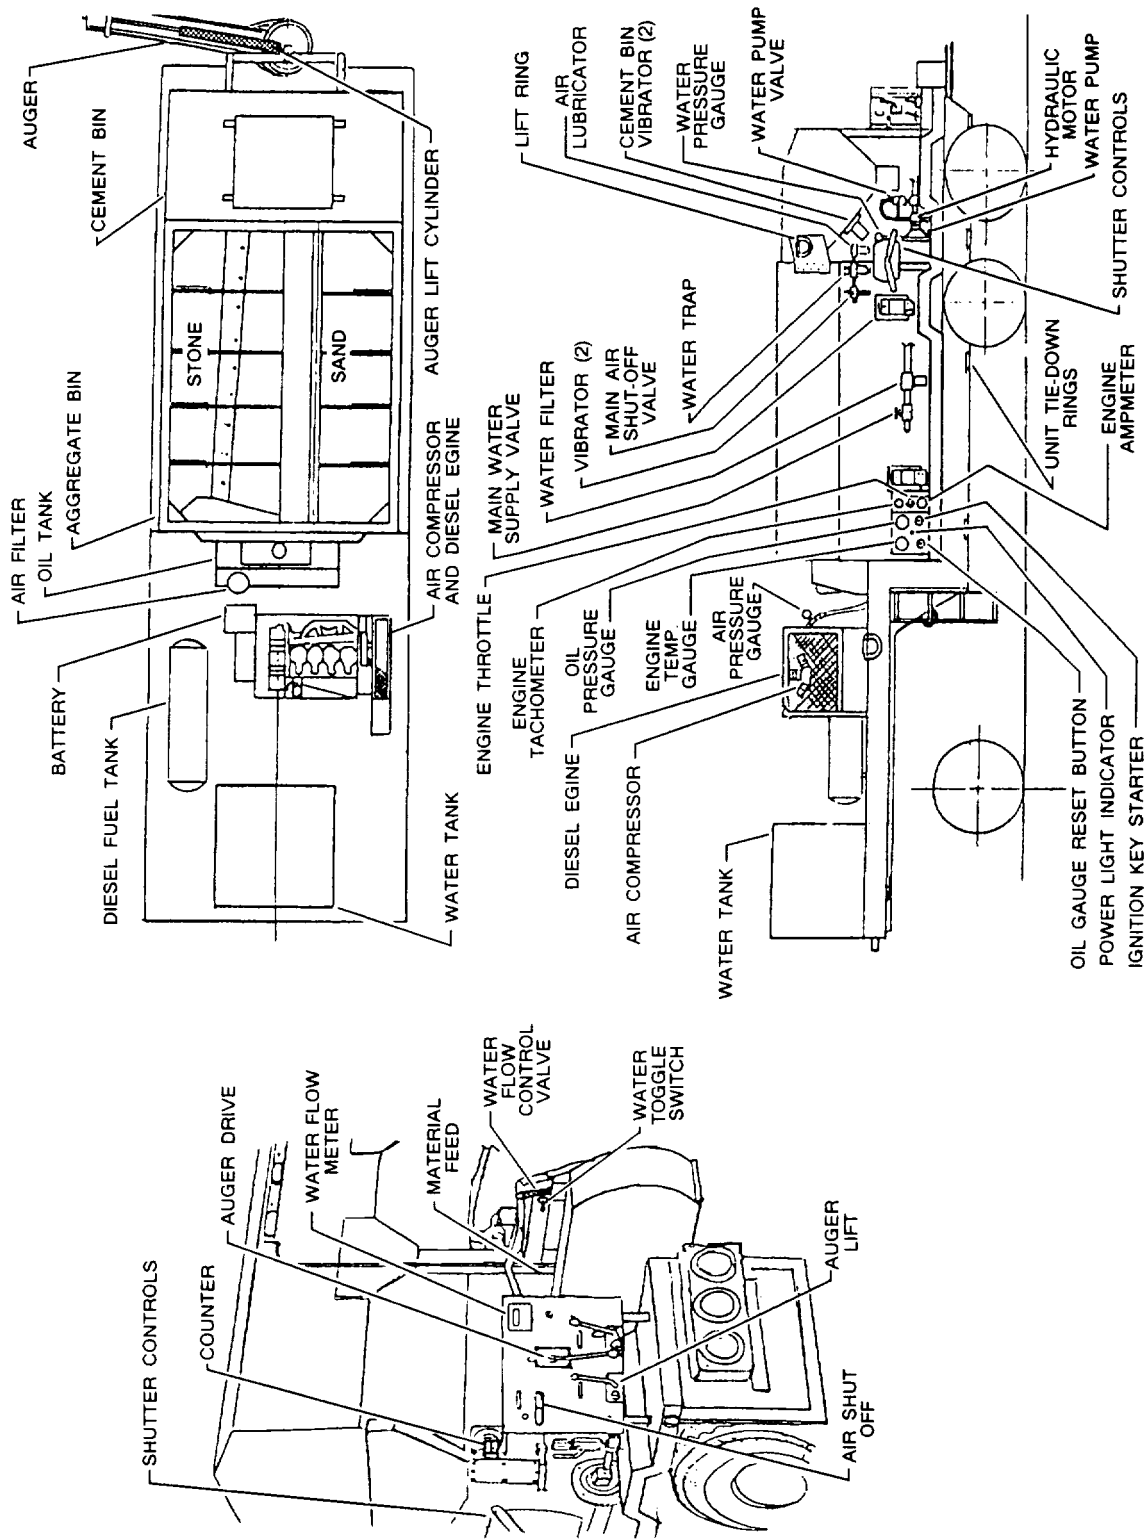 AUGER
CEMENT BIN
AUGER LIFT CYLINDER
STONE
SAND
AGGREGATE BIN
OIL TANK
AIR FILTER
AIR COMPRESSOR
AND DIESEL EGINE
BATTERY
DIESEL FUEL TANK
WATER TANK
LIFT RING
AIR
LUBRICATOR
CEMENT BIN
VIBRATOR (2)
WATER
PRESSURE
GAUGE
WATER PUMP
VALVE
HYDRAULIC
MOTOR
WATER PUMP
SHUTTER CONTROLS
WATER TRAP
MAIN AIR
SHUT-OFF
VALVE
VIBRATOR (2)
WATER FILTER
MAIN WATER
SUPPLY VALVE
UNIT TIE-DOWN
RINGS
ENGINE
AMPMETER
ENGINE THROTTLE
ENGINE
TACHOMETER
OIL
PRESSURE
GAUGE
ENGINE
TEMP
GAUGE
AIR
PRESSURE
GAUGE
DIESEL EGINE
AIR COMPRESSOR
WATER TANK
OIL GAUGE RESET BUTTON
POWER LIGHT INDICATOR
IGNITION KEY STARTER
SHUTTER CONTROLS
COUNTER
AUGER DRIVE
WATER FLOW
METER
MATERIAL
FEED
WATER
FLOW
CONTROL
VALVE
WATER
TOGGLE
SWITCH
AUGER
LIFT
AIR SHUT
OFF